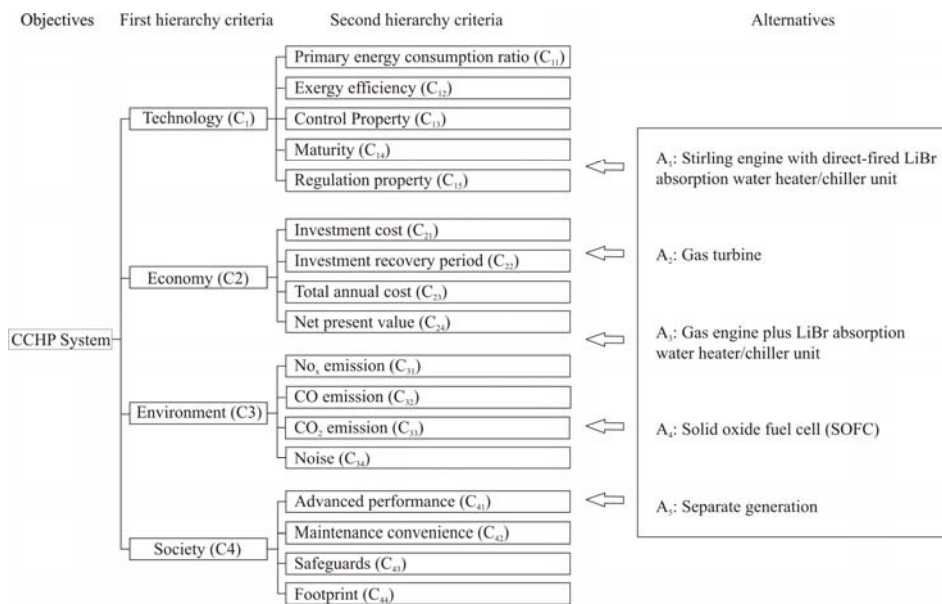 Objectives
First hierarchy criteria
Second hierarchy criteria
Alternatives
CCHP System
Technology (C₁)
Primary energy consumption ratio (C₁₁)
Exergy efficiency (C₁₂)
Control Property (C₁₃)
Maturity (C₁₄)
Regulation property (C₁₅)
Economy (C2)
Investment cost (C₂₁)
Investment recovery period (C₂₂)
Total annual cost (C₂₃)
Net present value (C₂₄)
Environment (C3)
Noₓ emission (C₃₁)
CO emission (C₃₂)
CO₂ emission (C₃₃)
Noise (C₃₄)
Society (C4)
Advanced performance (C₄₁)
Maintenance convenience (C₄₂)
Safeguards (C₄₃)
Footprint (C₄₄)
A₁: Stirling engine with direct-fired LiBr
absorption water heater/chiller unit
A₂: Gas turbine
A₃: Gas engine plus LiBr absorption
water heater/chiller unit
A₄: Solid oxide fuel cell (SOFC)
A₅: Separate generation